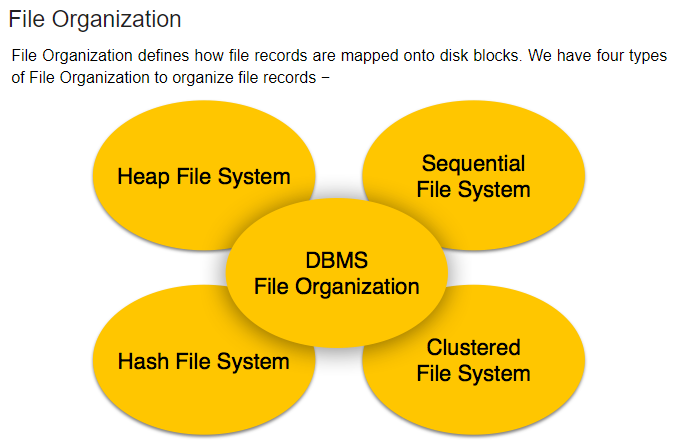 File Organization
File Organization defines how file records are mapped onto disk blocks. We have four types
of File Organization to organize file records −
Heap File System
Sequential
File System
DBMS
File Organization
Hash File System
Clustered
File System